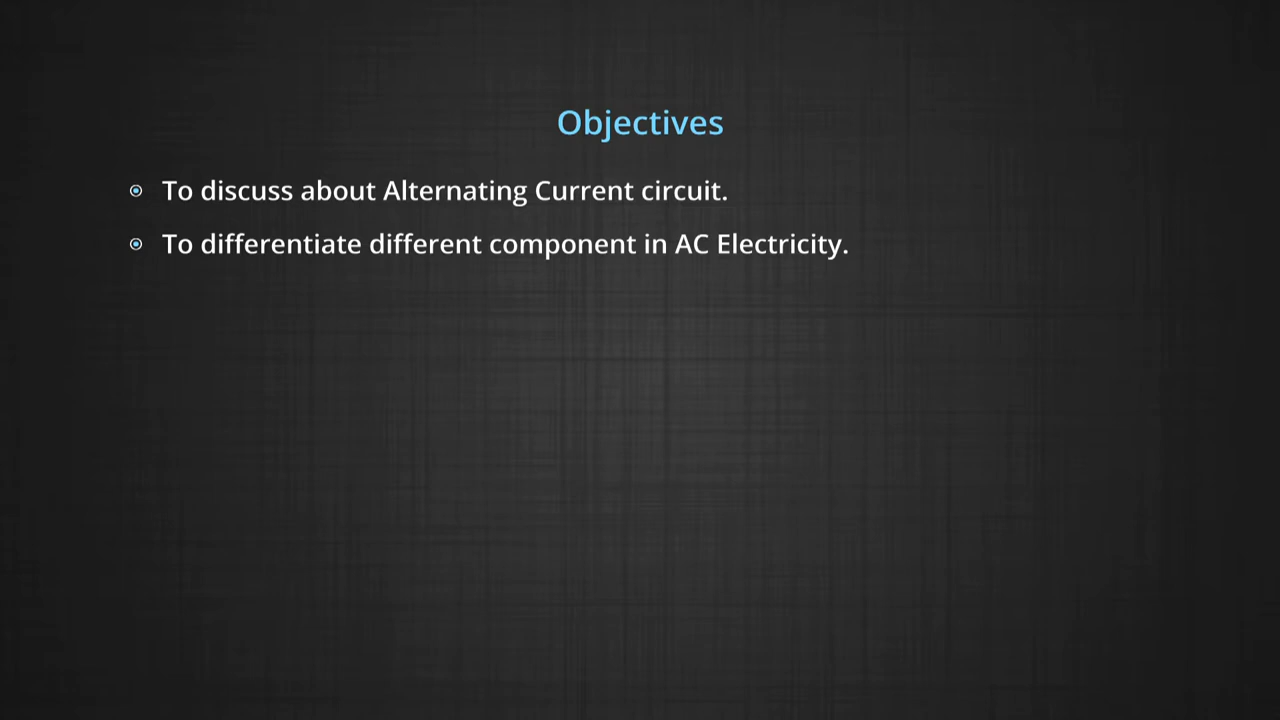 Objectives
To discuss about Alternating Current circuit.
To differentiate different component in AC Electricity.